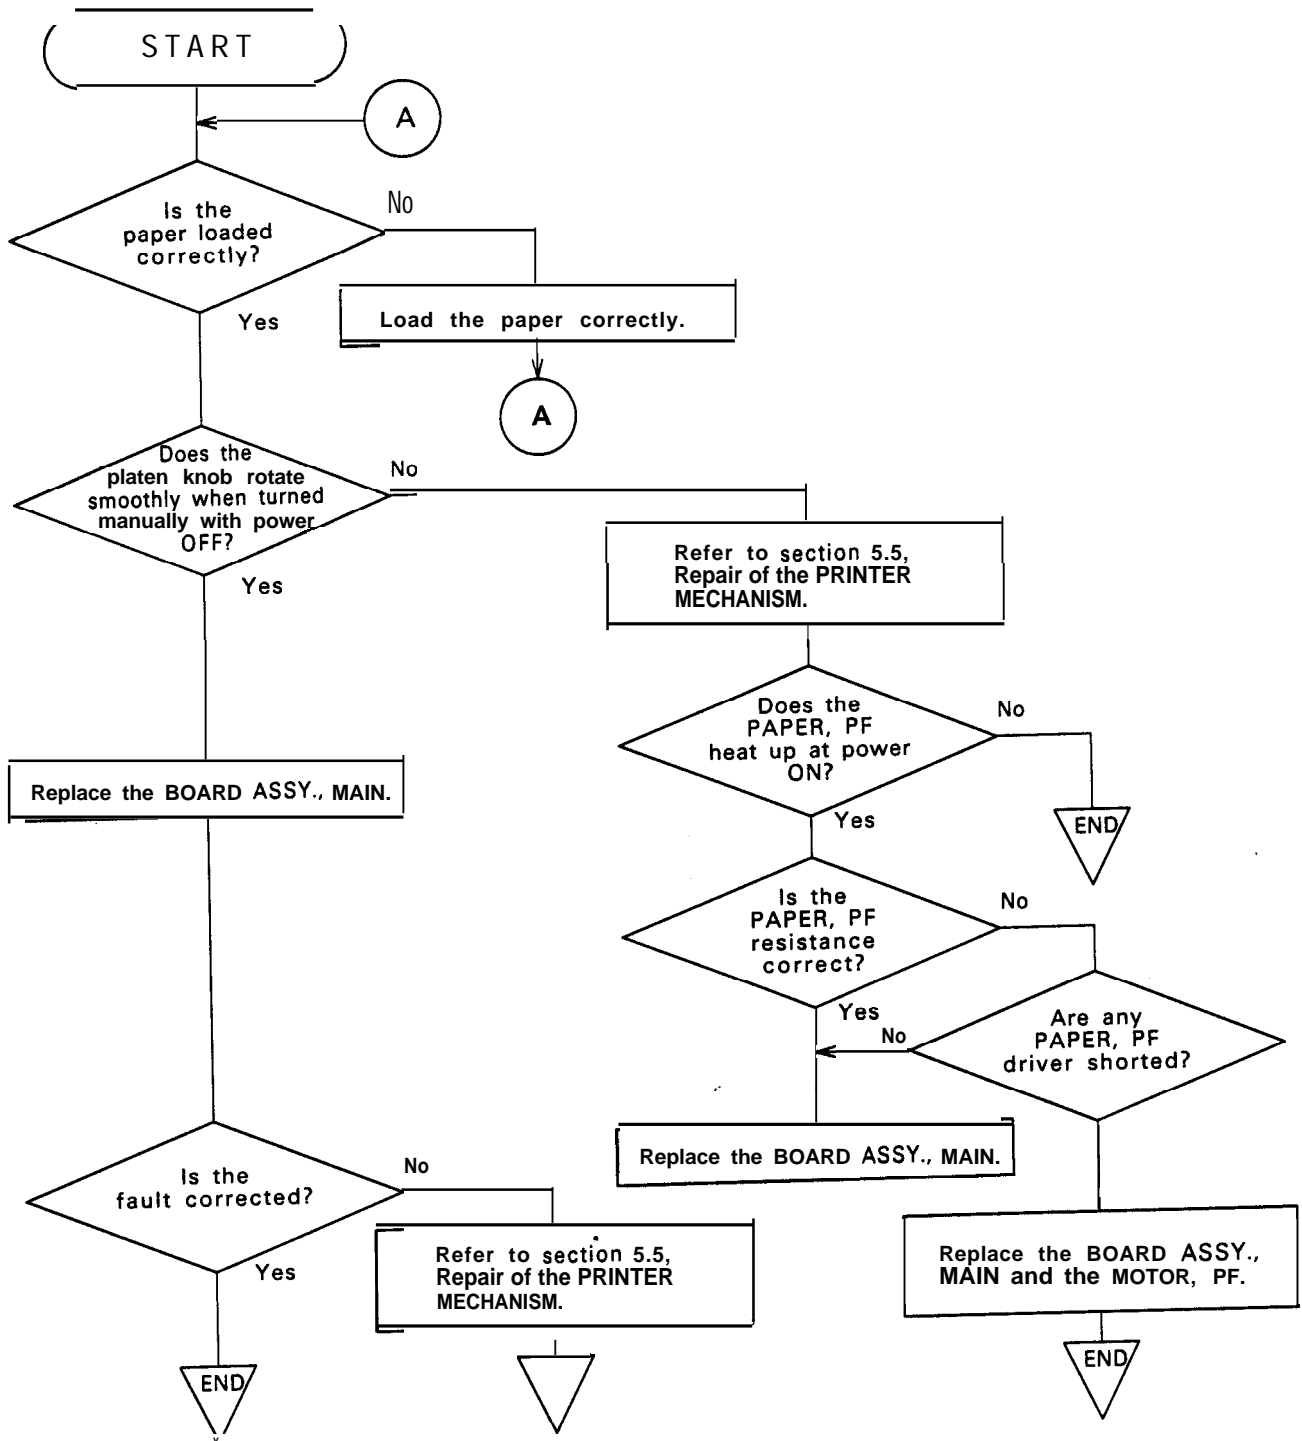 START
A
Is the
paper loaded
correctly?
No
Yes
Load the paper correctly.
A
Does the
platen knob rotate
smoothly when turned
manually with power
OFF?
No
Yes
Refer to section 5.5,
Repair of the PRINTER
MECHANISM.
Does the
PAPER, PF
heat up at power
ON?
No
Yes
END
Replace the BOARD ASSY., MAIN.
Is the
PAPER, PF
resistance
correct?
No
Yes
Are any
PAPER, PF
driver shorted?
No
Replace the BOARD ASSY., MAIN.
Replace the BOARD ASSY.,
MAIN and the MOTOR, PF.
END
Is the
fault corrected?
No
Yes
Refer to section 5.5,
Repair of the PRINTER
MECHANISM.
END